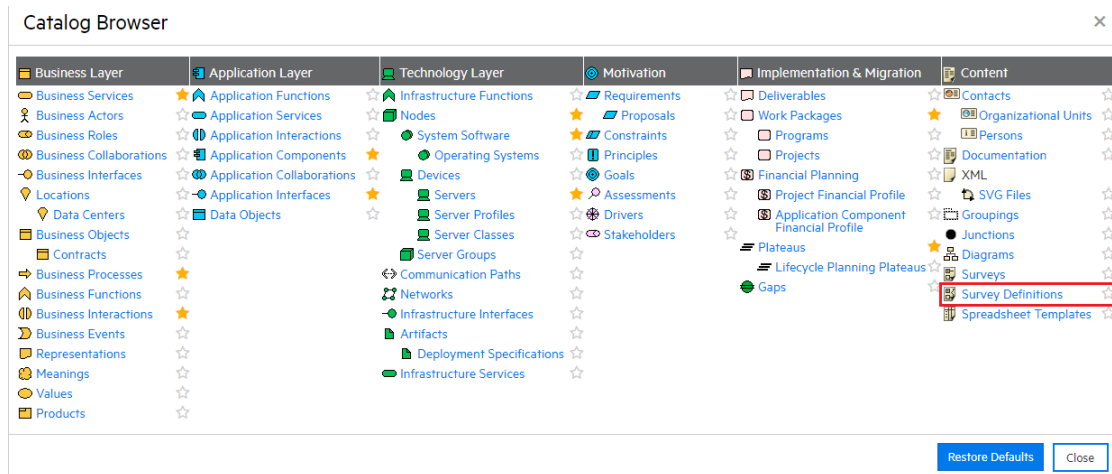 Catalog Browser
Business Layer
Business Services
Business Actors
Business Roles
Business Collaborations
Business Interfaces
Locations
Data Centers
Business Objects
Contracts
Business Processes
Business Functions
Business Interactions
Business Events
Representations
Meanings
Values
Products
Application Layer
Application Functions
Application Services
Application Interactions
Application Components
Application Collaborations
Application Interfaces
Data Objects
Technology Layer
Infrastructure Functions
Nodes
System Software
Operating Systems
Devices
Servers
Server Profiles
Server Classes
Server Groups
Communication Paths
Networks
Infrastructure Interfaces
Artifacts
Deployment Specifications
Infrastructure Services
Motivation
Requirements
Proposals
Constraints
Principles
Goals
Assessments
Drivers
Stakeholders
Implementation & Migration
Deliverables
Work Packages
Programs
Projects
Financial Planning
Project Financial Profile
Application Component
Financial Profile
Plateaus
Lifecycle Planning Plateaus
Gaps
Content
Contacts
Organizational Units
Persons
Documentation
XML
SVG Files
Groupings
Junctions
Diagrams
Surveys
Survey Definitions
Spreadsheet Templates
Restore Defaults
Close